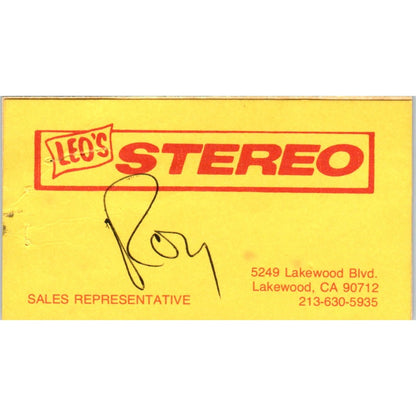 LEO'S STEREO
Roy
SALES REPRESENTATIVE
5249 Lakewood Blvd.
Lakewood, CA 90712
213-630-5935